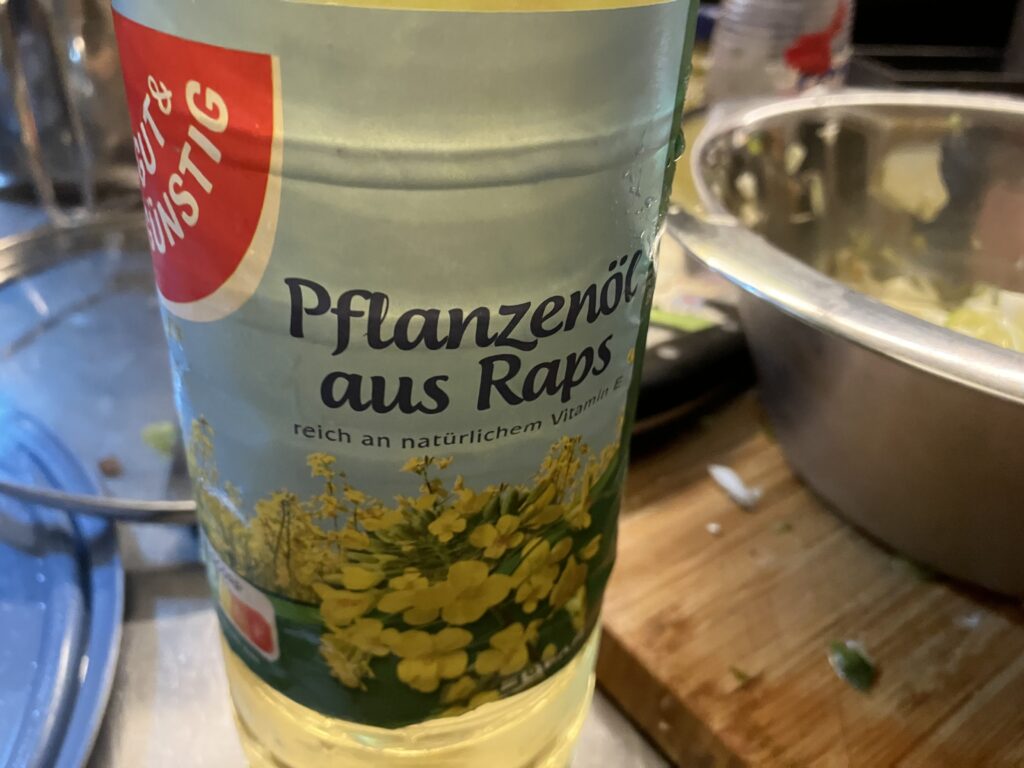 GUT &
GÜNSTIG
Pflanzenöl
aus Raps
reich an natürlichem Vitamin E